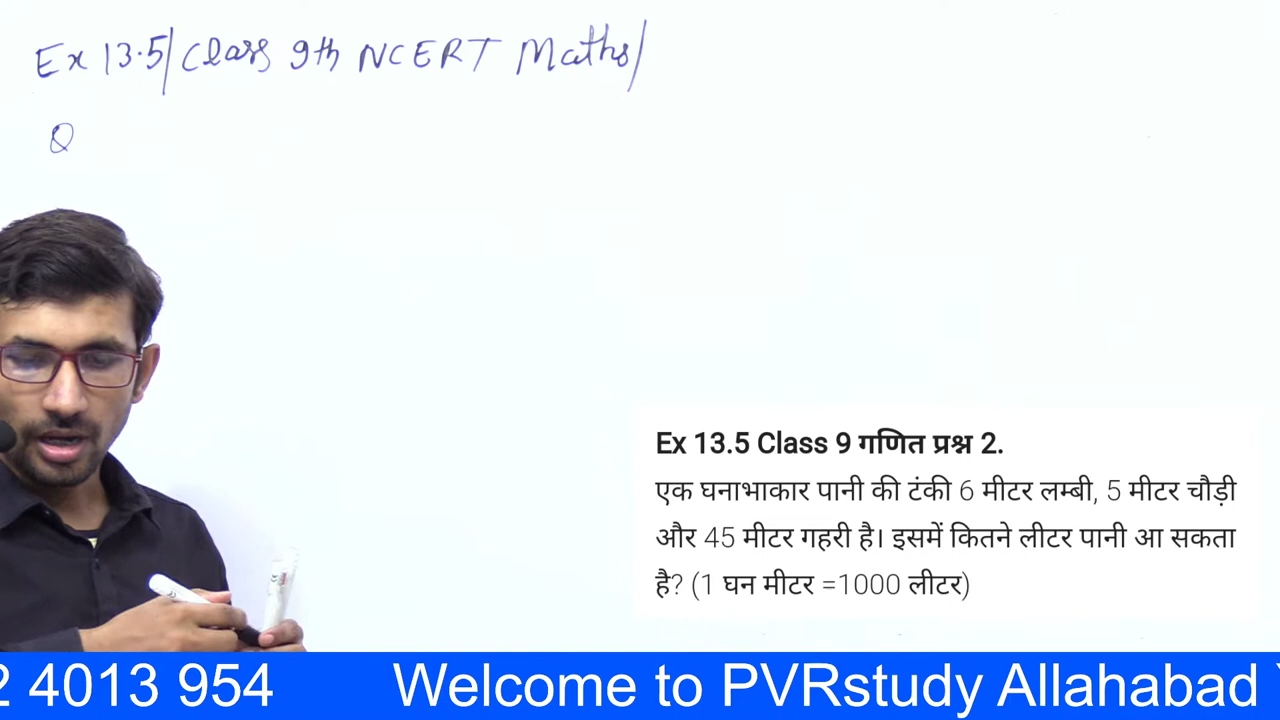 Ex 13.5/Class 9th NCERT Maths/
Q
Ex 13.5 Class 9 गणित प्रश्न 2.
एक घनाभाकार पानी की टंकी 6 मीटर लम्बी, 5 मीटर चौड़ी
और 45 मीटर गहरी है। इसमें कितने लीटर पानी आ सकता
है? (1 घन मीटर =1000 लीटर)
2 4013 954 Welcome to PVRstudy Allahabad